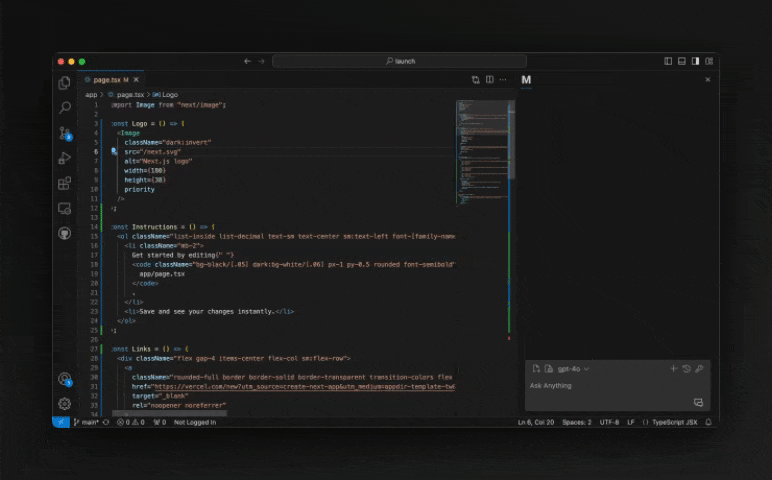 launch
page.tsx M
M
app > page.tsx > Logo
1 import Image from "next/image";
2
3 const Logo = () => (
4 <Image
5 className="dark:invert"
6 src="/next.svg"
7 alt="Next.js logo"
8 width={180}
9 height={38}
10 priority
11 />
12 );
13
14 const Instructions = () => (
15 <ol className="list-inside list-decimal text-sm text-center sm:text-left font-[family-name
16 <li className="mb-2">
17 Get started by editing{" "}
18 <code className="bg-black/[.05] dark:bg-white/[.06] px-1 py-0.5 rounded font-semibold"
19 app/page.tsx
20 </code>
21 .
22 </li>
23 <li>Save and see your changes instantly.</li>
24 </ol>
25 );
26
27 const Links = () => (
28 <div className="flex gap-4 items-center flex-col sm:flex-row">
29 <a
30 className="rounded-full border border-solid border-transparent transition-colors flex
31 href="https://vercel.com/new?utm_source=create-next-app&utm_medium=appdir-template-tw&
32 target="_blank"
33 rel="noopener noreferrer"
34 >
gpt-4o
Ask Anything
main* 0 0 0 Not Logged In Ln 6, Col 20 Spaces: 2 UTF-8 LF TypeScript JSX